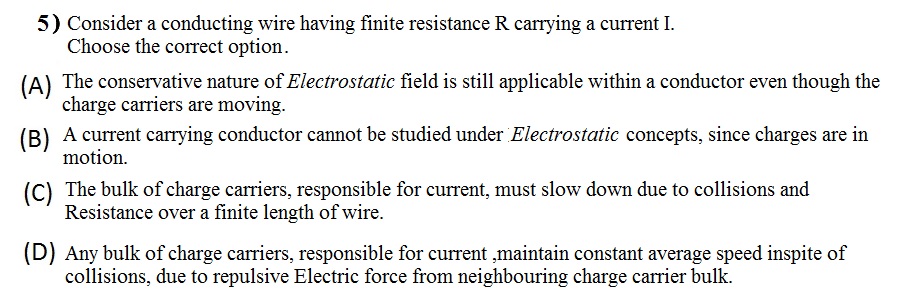 5) Consider a conducting wire having finite resistance R carrying a current I.
Choose the correct option.
(A) The conservative nature of Electrostatic field is still applicable within a conductor even though the
charge carriers are moving.
(B) A current carrying conductor cannot be studied under Electrostatic concepts, since charges are in
motion.
(C) The bulk of charge carriers, responsible for current, must slow down due to collisions and
Resistance over a finite length of wire.
(D) Any bulk of charge carriers, responsible for current ,maintain constant average speed inspite of
collisions, due to repulsive Electric force from neighbouring charge carrier bulk.